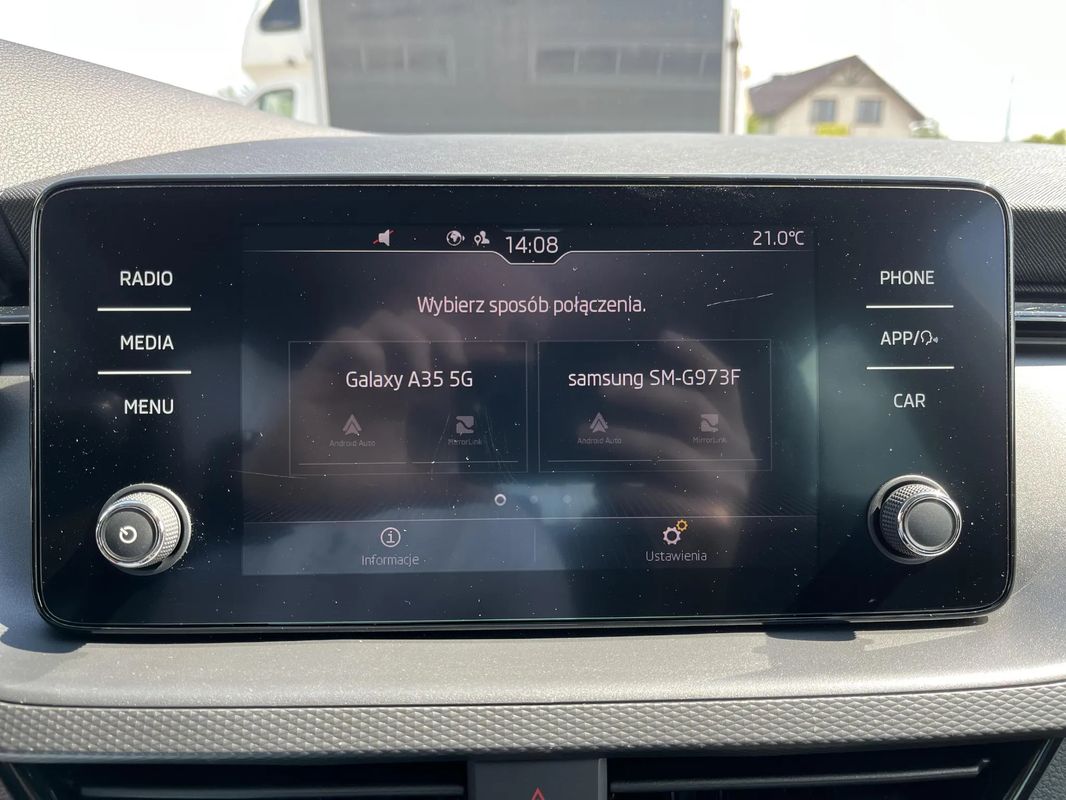 14:08
21.0°C
Wybierz sposób połączenia.
RADIO
MEDIA
MENU
Galaxy A35 5G
Android Auto
MirrorLink
samsung SM-G973F
Android Auto
MirrorLink
PHONE
APP/
CAR
Informacje
Ustawienia